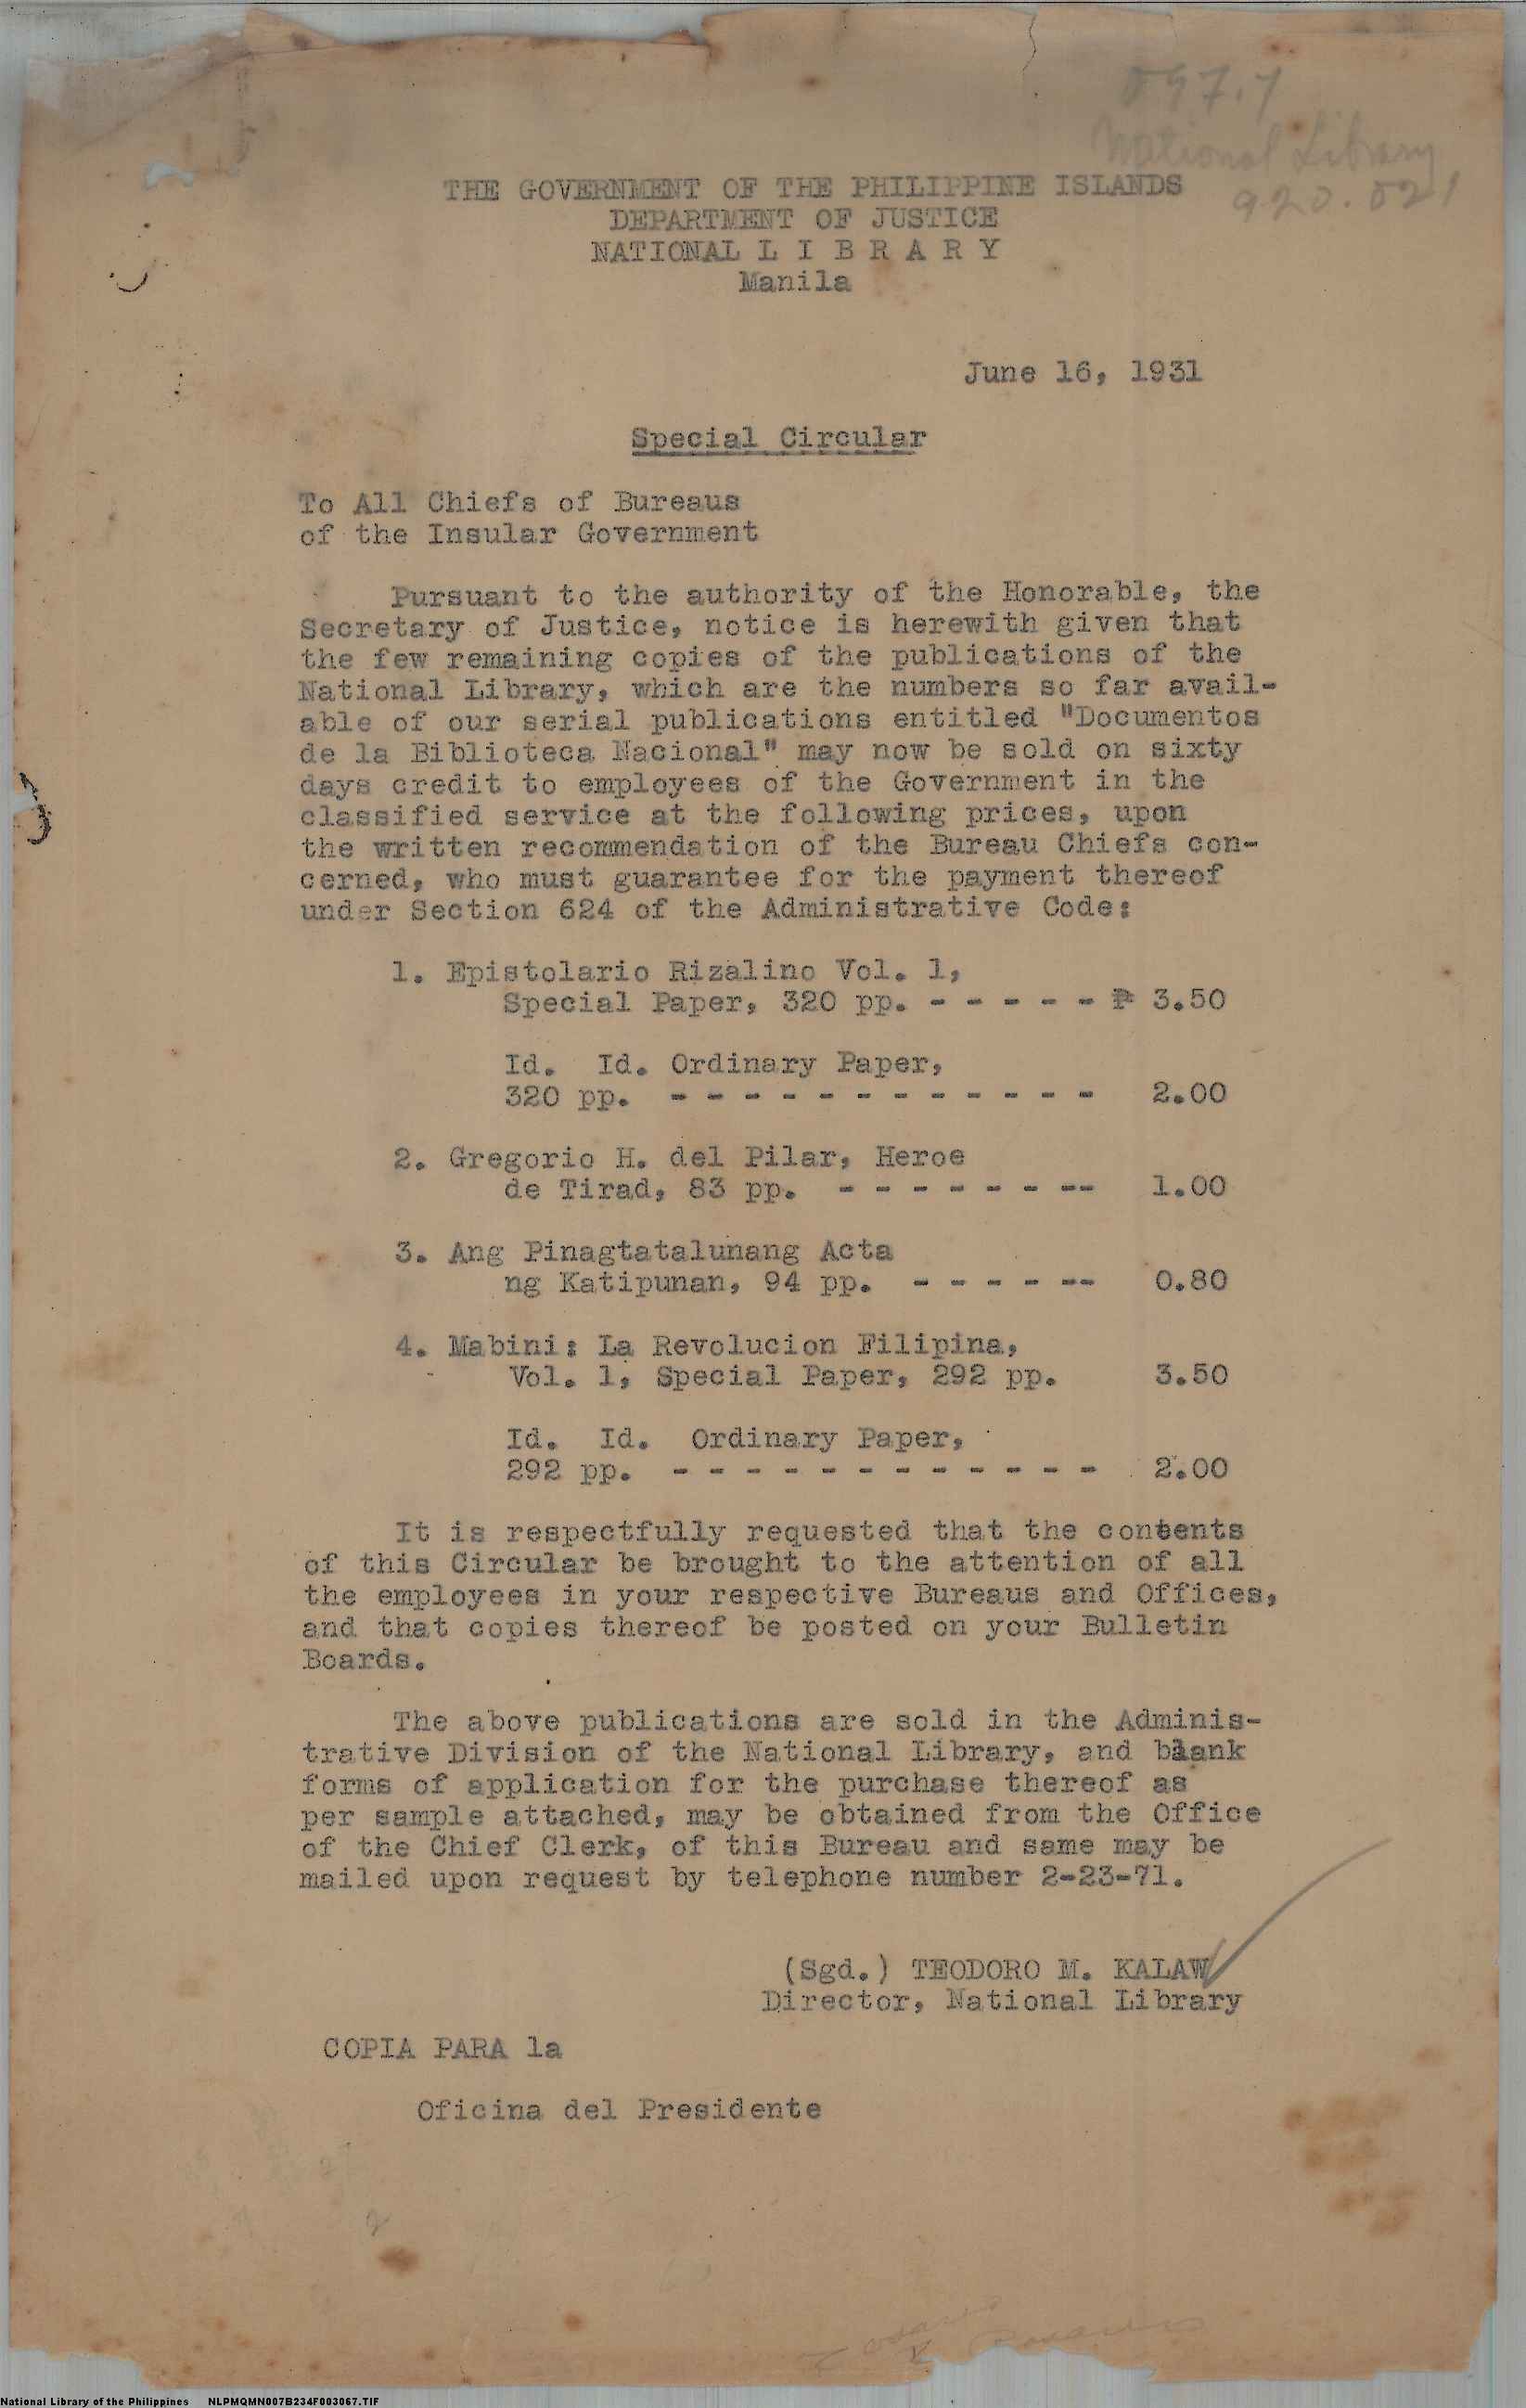 097.7
National Library
920.021
THE GOVERNMENT OF THE PHILIPPINE ISLANDS
DEPARTMENT OF JUSTICE
NATIONAL L I B R A R Y
Manila
June 16, 1931
Special Circular
To All Chiefs of Bureaus
of the Insular Government
Pursuant to the authority of the Honorable, the
Secretary of Justice, notice is herewith given that
the few remaining copies of the publications of the
National Library, which are the numbers so far avail-
able of our serial publications entitled "Documentos
de la Biblioteca Nacional" may now be sold on sixty
days credit to employees of the Government in the
classified service at the following prices, upon
the written recommendation of the Bureau Chiefs con-
cerned, who must guarantee for the payment thereof
under Section 624 of the Administrative Code:
1. Epistolario Rizalino Vol. 1,
Special Paper, 320 pp. - - - - - ₱ 3.50
Id. Id. Ordinary Paper,
320 pp. - - - - - - - - - - - - 2.00
2. Gregorio H. del Pilar, Heroe
de Tirad, 83 pp. - - - - - - -- 1.00
3. Ang Pinagtatalunang Acta
ng Katipunan, 94 pp. - - - - -- 0.80
4. Mabini: La Revolucion Filipina,
Vol. 1, Special Paper, 292 pp. 3.50
Id. Id. Ordinary Paper,
292 pp. - - - - - - - - - - - - 2.00
It is respectfully requested that the contents
of this Circular be brought to the attention of all
the employees in your respective Bureaus and Offices,
and that copies thereof be posted on your Bulletin
Boards.
The above publications are sold in the Adminis-
trative Division of the National Library, and blank
forms of application for the purchase thereof as
per sample attached, may be obtained from the Office
of the Chief Clerk, of this Bureau and same may be
mailed upon request by telephone number 2-23-71.
(Sgd.) TEODORO M. KALAW
Director, National Library
COPIA PARA la
Oficina del Presidente
National Library of the Philippines NLPMQMN007B234F003067.TIF